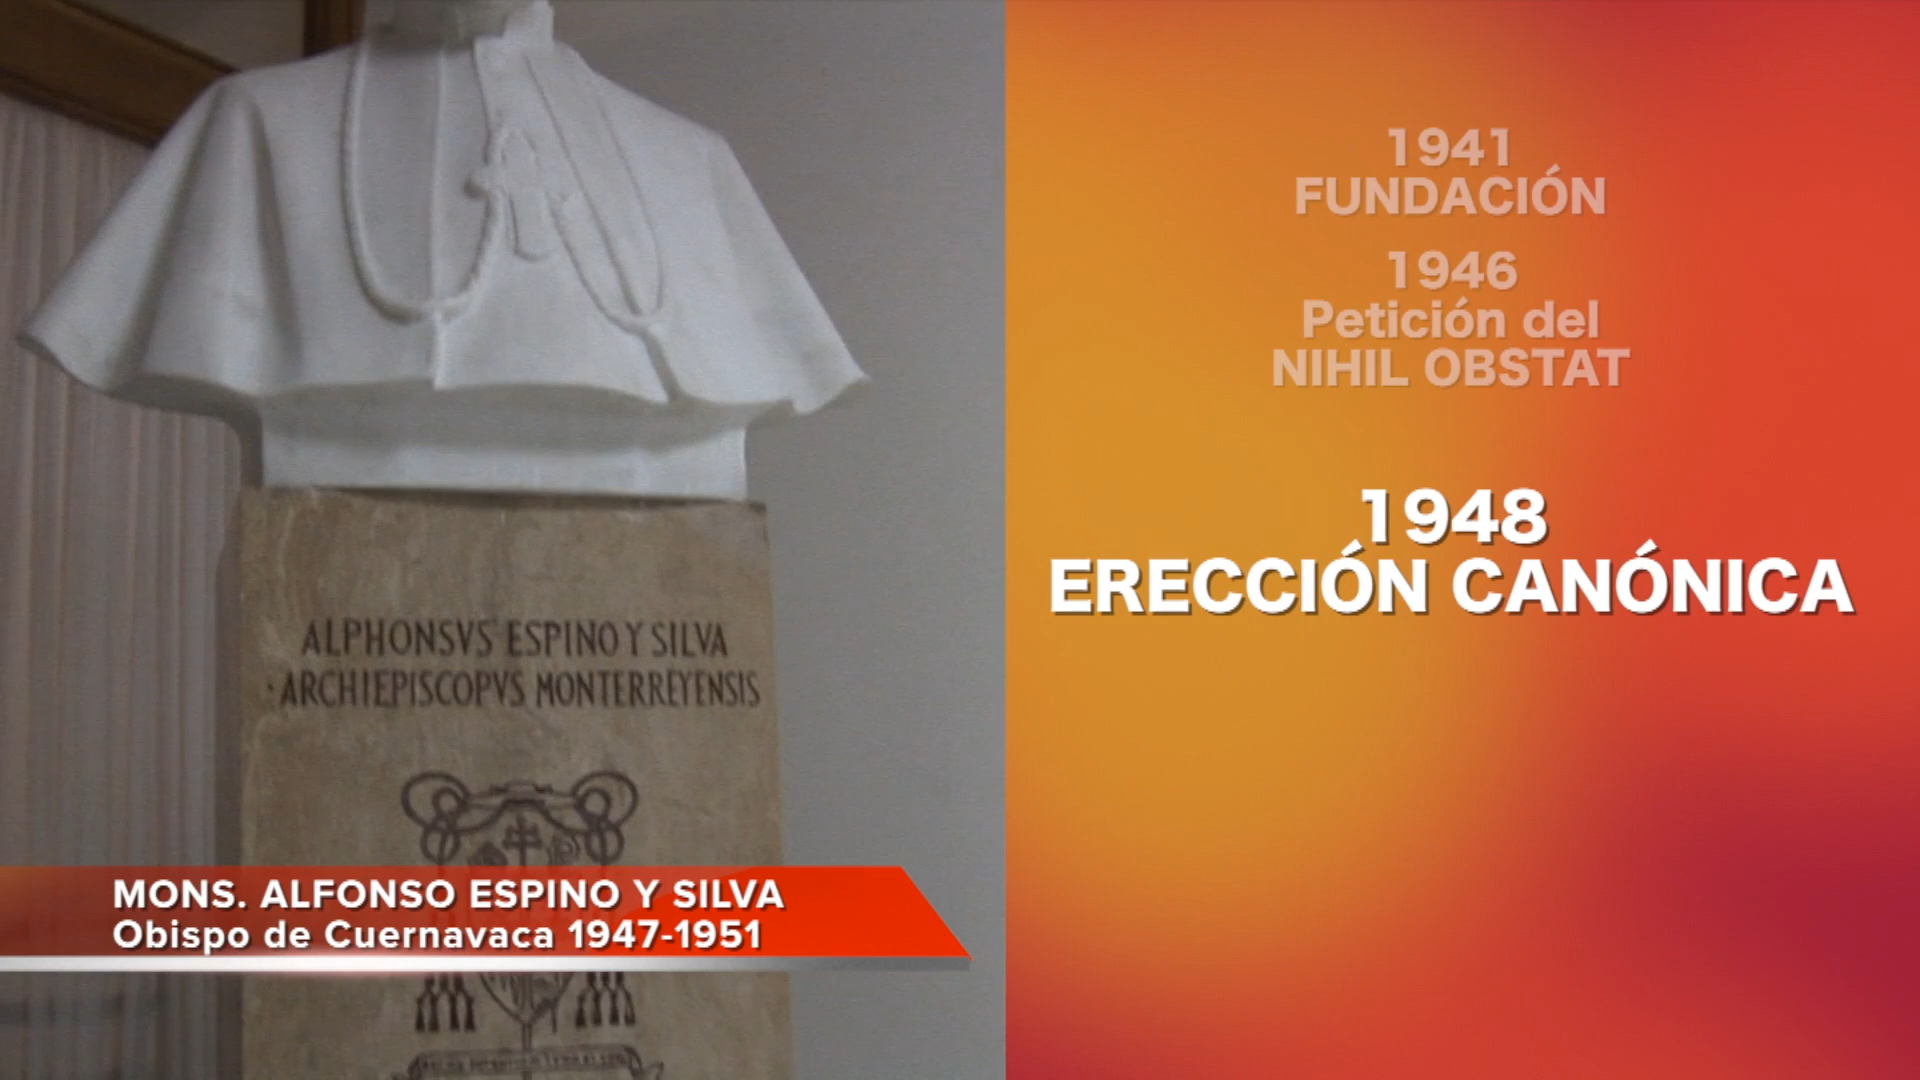 ALPHONSVS ESPINO Y SILVA
·ARCHIEPISCOPVS MONTERREYENSIS
MONS. ALFONSO ESPINO Y SILVA
Obispo de Cuernavaca 1947-1951
1941
FUNDACIÓN
1946
Petición del
NIHIL OBSTAT
1948
ERECCIÓN CANÓNICA